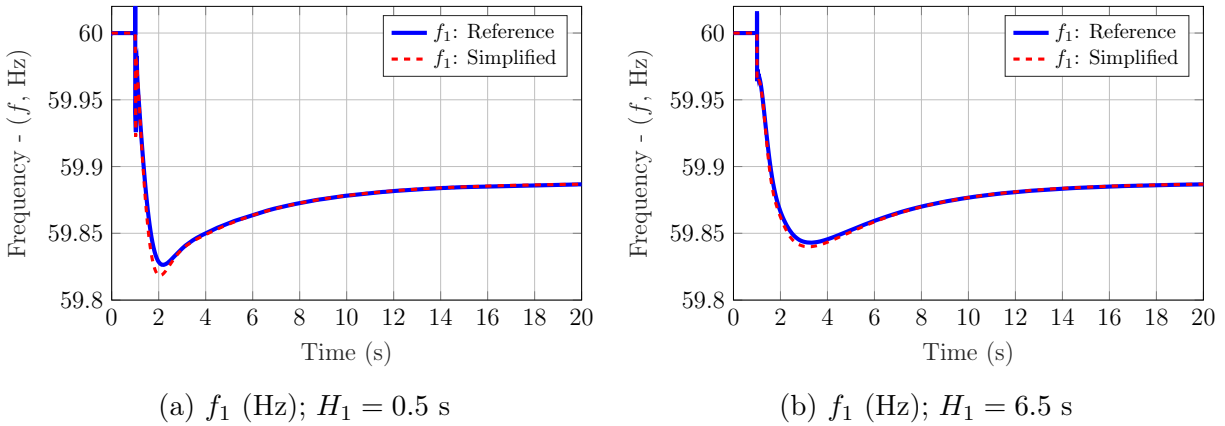 60
59.95
59.9
59.85
59.8
Frequency - (f, Hz)
f₁: Reference
f₁: Simplified
0 2 4 6 8 10 12 14 16 18 20
Time (s)
(a) f₁ (Hz); H₁ = 0.5 s
60
59.95
59.9
59.85
59.8
Frequency - (f, Hz)
f₁: Reference
f₁: Simplified
0 2 4 6 8 10 12 14 16 18 20
Time (s)
(b) f₁ (Hz); H₁ = 6.5 s